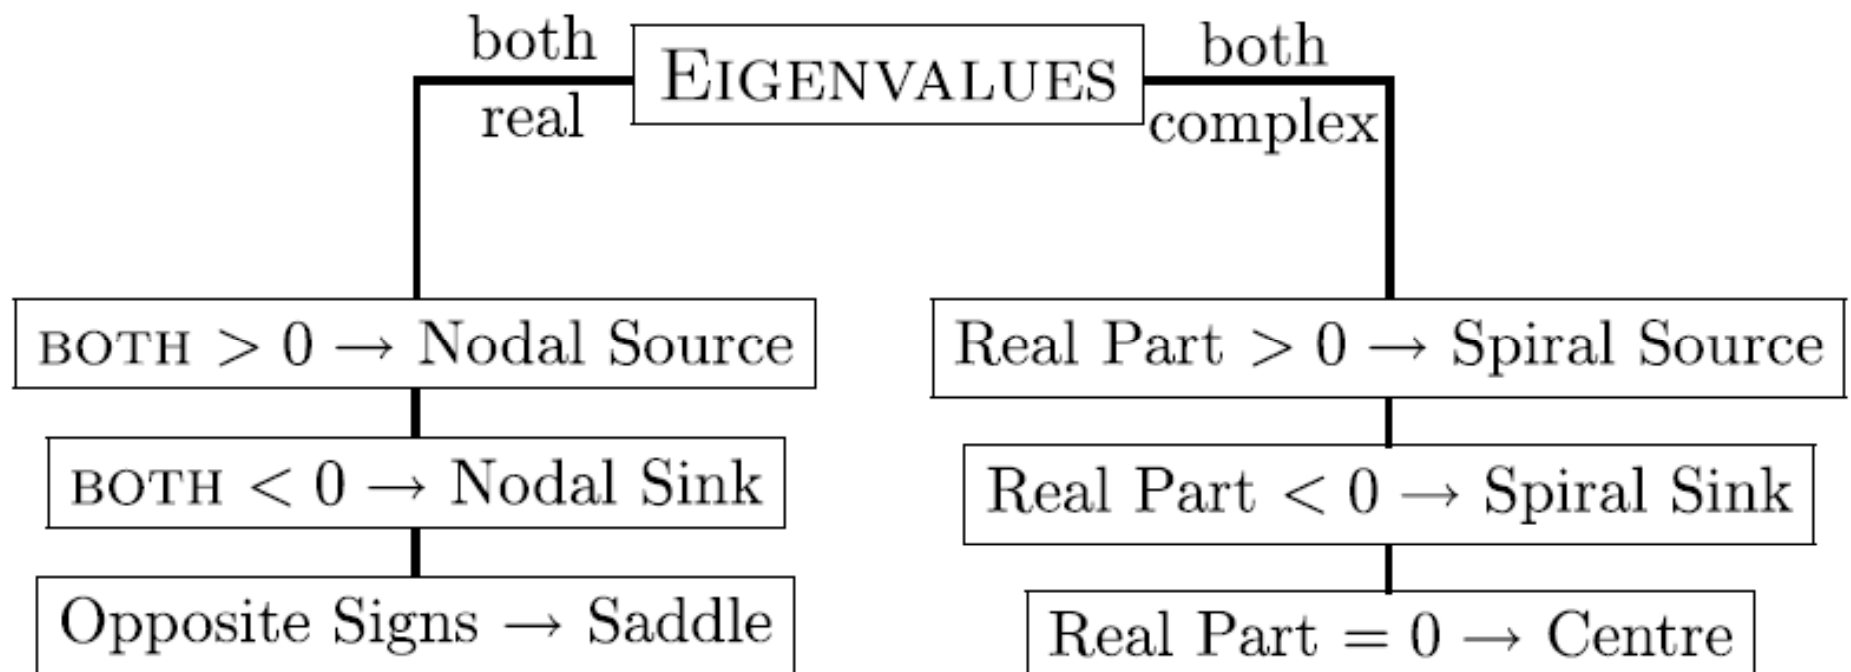 both
real
EIGENVALUES
both
complex
BOTH > 0 → Nodal Source
BOTH < 0 → Nodal Sink
Opposite Signs → Saddle
Real Part > 0 → Spiral Source
Real Part < 0 → Spiral Sink
Real Part = 0 → Centre